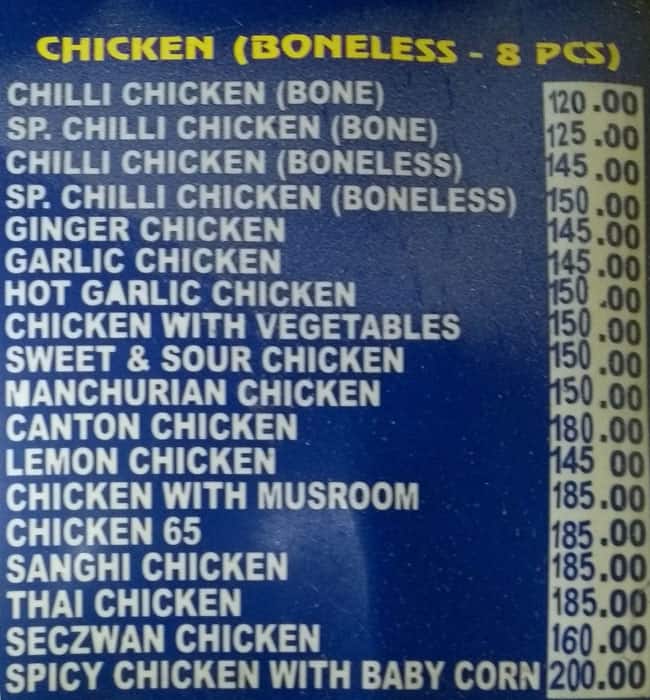 CHICKEN (BONELESS - 8 PCS)
CHILLI CHICKEN (BONE) 120.00
SP. CHILLI CHICKEN (BONE) 125.00
CHILLI CHICKEN (BONELESS) 145.00
SP. CHILLI CHICKEN (BONELESS) 150.00
GINGER CHICKEN 145.00
GARLIC CHICKEN 145.00
HOT GARLIC CHICKEN 150.00
CHICKEN WITH VEGETABLES 150.00
SWEET & SOUR CHICKEN 150.00
MANCHURIAN CHICKEN 150.00
CANTON CHICKEN 180.00
LEMON CHICKEN 145 00
CHICKEN WITH MUSROOM 185.00
CHICKEN 65 185.00
SANGHI CHICKEN 185.00
THAI CHICKEN 185.00
SECZWAN CHICKEN 160.00
SPICY CHICKEN WITH BABY CORN 200.00